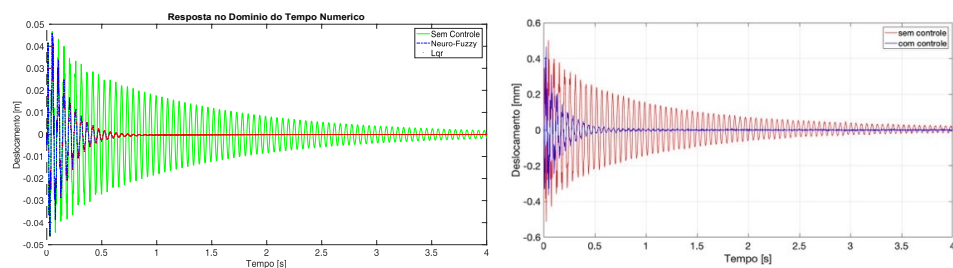 Resposta no Dominio do Tempo Numerico
0.05
0.04
0.03
0.02
0.01
0
-0.01
-0.02
-0.03
-0.04
-0.05
Deslocamento [m]
Sem Controle
Neuro-Fuzzy
Lqr
0 0.5 1 1.5 2 2.5 3 3.5 4
Tempo [s]
0.6
0.4
0.2
0
-0.2
-0.4
-0.6
Deslocamento [mm]
sem controle
com controle
0 0.5 1 1.5 2 2.5 3 3.5 4
Tempo [s]